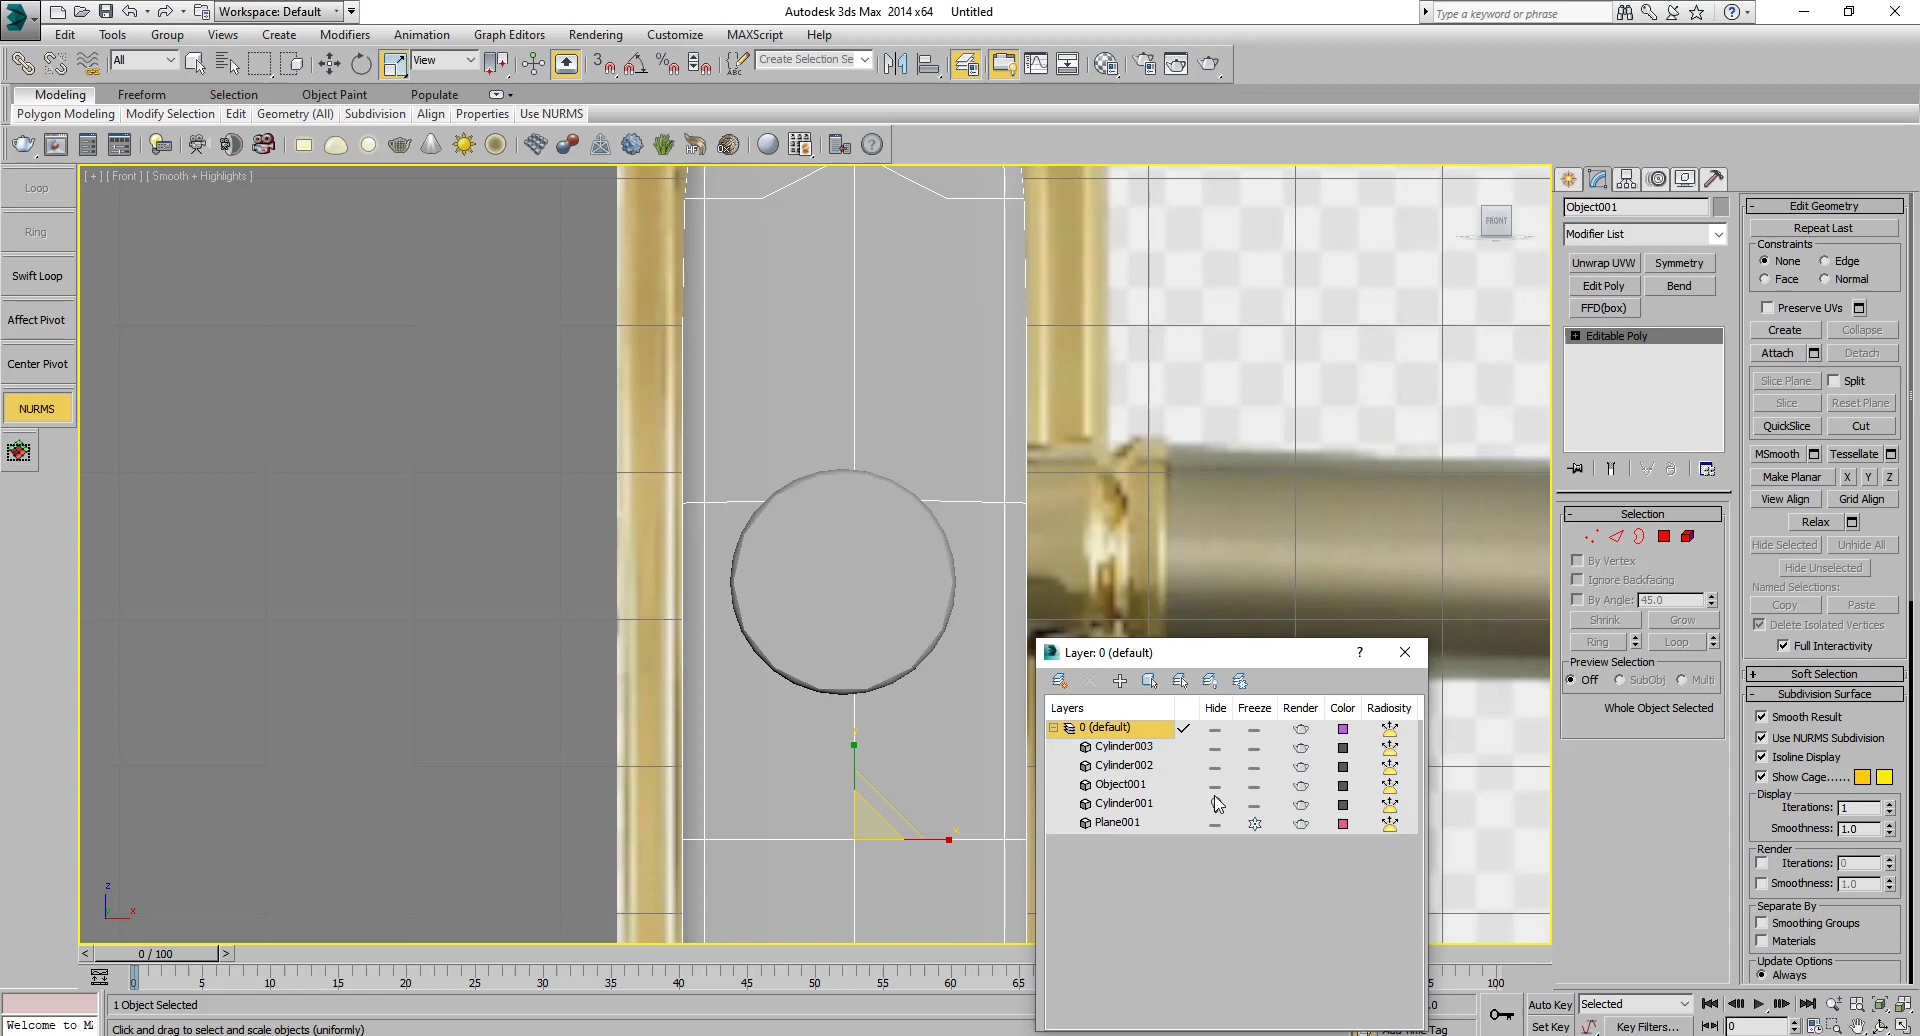 Workspace: Default
Autodesk 3ds Max 2014 x64 Untitled
Type a keyword or phrase
Edit Tools Group Views Create Modifiers Animation Graph Editors Rendering Customize MAXScript Help
All
View
Create Selection Se
Modeling Freeform Selection Object Paint Populate
Polygon Modeling Modify Selection Edit Geometry (All) Subdivision Align Properties Use NURMS
[ + ] [ Front ] [ Smooth + Highlights ]
Loop
Ring
Swift Loop
Affect Pivot
Center Pivot
NURMS
FRONT
z
x
Object001
Modifier List
Unwrap UVW Symmetry
Edit Poly Bend
FFD(box)
Editable Poly
Selection
By Vertex
Ignore Backfacing
By Angle: 45.0
Shrink Grow
Ring Loop
Preview Selection
Off SubObj Multi
Whole Object Selected
Edit Geometry
Repeat Last
Constraints
None Edge
Face Normal
Preserve UVs
Create Collapse
Attach Detach
Slice Plane Split
Slice Reset Plane
QuickSlice Cut
MSmooth Tessellate
Make Planar X Y Z
View Align Grid Align
Relax
Hide Selected Unhide All
Hide Unselected
Named Selections:
Copy Paste
Delete Isolated Vertices
Full Interactivity
Soft Selection
Subdivision Surface
Smooth Result
Use NURMS Subdivision
Isoline Display
Show Cage......
Display
Iterations: 1
Smoothness: 1.0
Render
Iterations: 0
Smoothness: 1.0
Separate By
Smoothing Groups
Materials
Update Options
Always
Layer: 0 (default)
Layers Hide Freeze Render Color Radiosity
0 (default)
Cylinder003
Cylinder002
Object001
Cylinder001
Plane001
< 0 / 100 >
0 5 10 15 20 25 30 35 40 45 50 55 60 65 100
1 Object Selected
Welcome to
Click and drag to select and scale objects (uniformly)
Auto Key Selected
Set Key Key Filters...
0